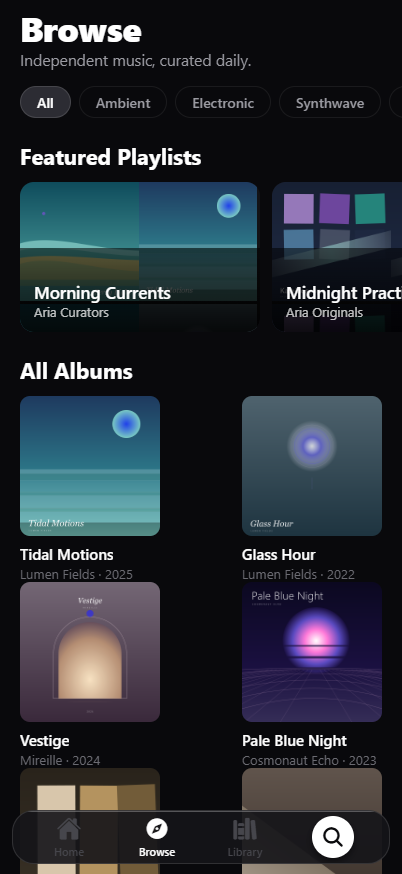 Browse
Independent music, curated daily.
All
Ambient
Electronic
Synthwave
Featured Playlists
Morning Currents
Aria Curators
Midnight Pract
Aria Originals
All Albums
Tidal Motions
Glass Hour
Tidal Motions
Lumen Fields · 2025
Glass Hour
Lumen Fields · 2022
Vestige
Pale Blue Night
Vestige
Mireille · 2024
Pale Blue Night
Cosmonaut Echo · 2023
Home
Browse
Library